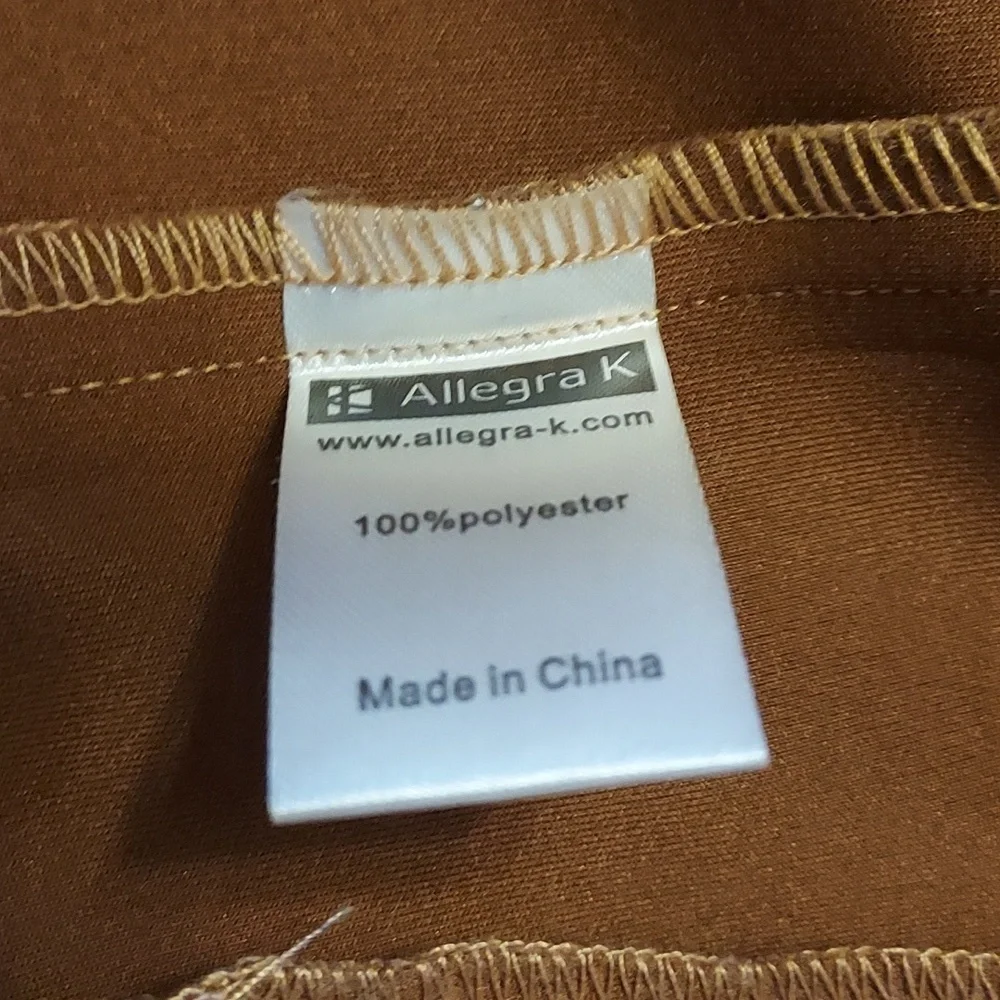 Allegra K
www.allegra-k.com
100%polyester
Made in China